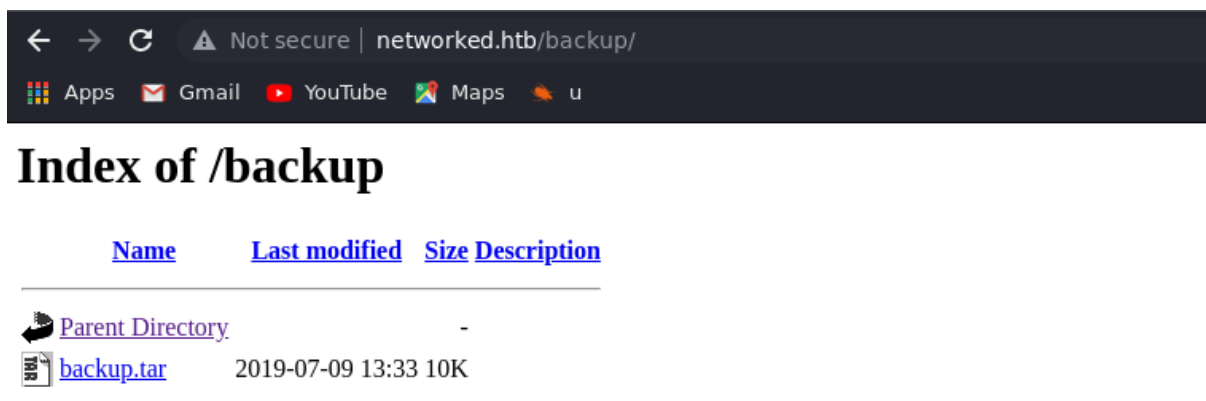 Not secure | networked.htb/backup/
Apps Gmail YouTube Maps u
Index of /backup
Name Last modified Size Description
Parent Directory -
TAR backup.tar 2019-07-09 13:33 10K